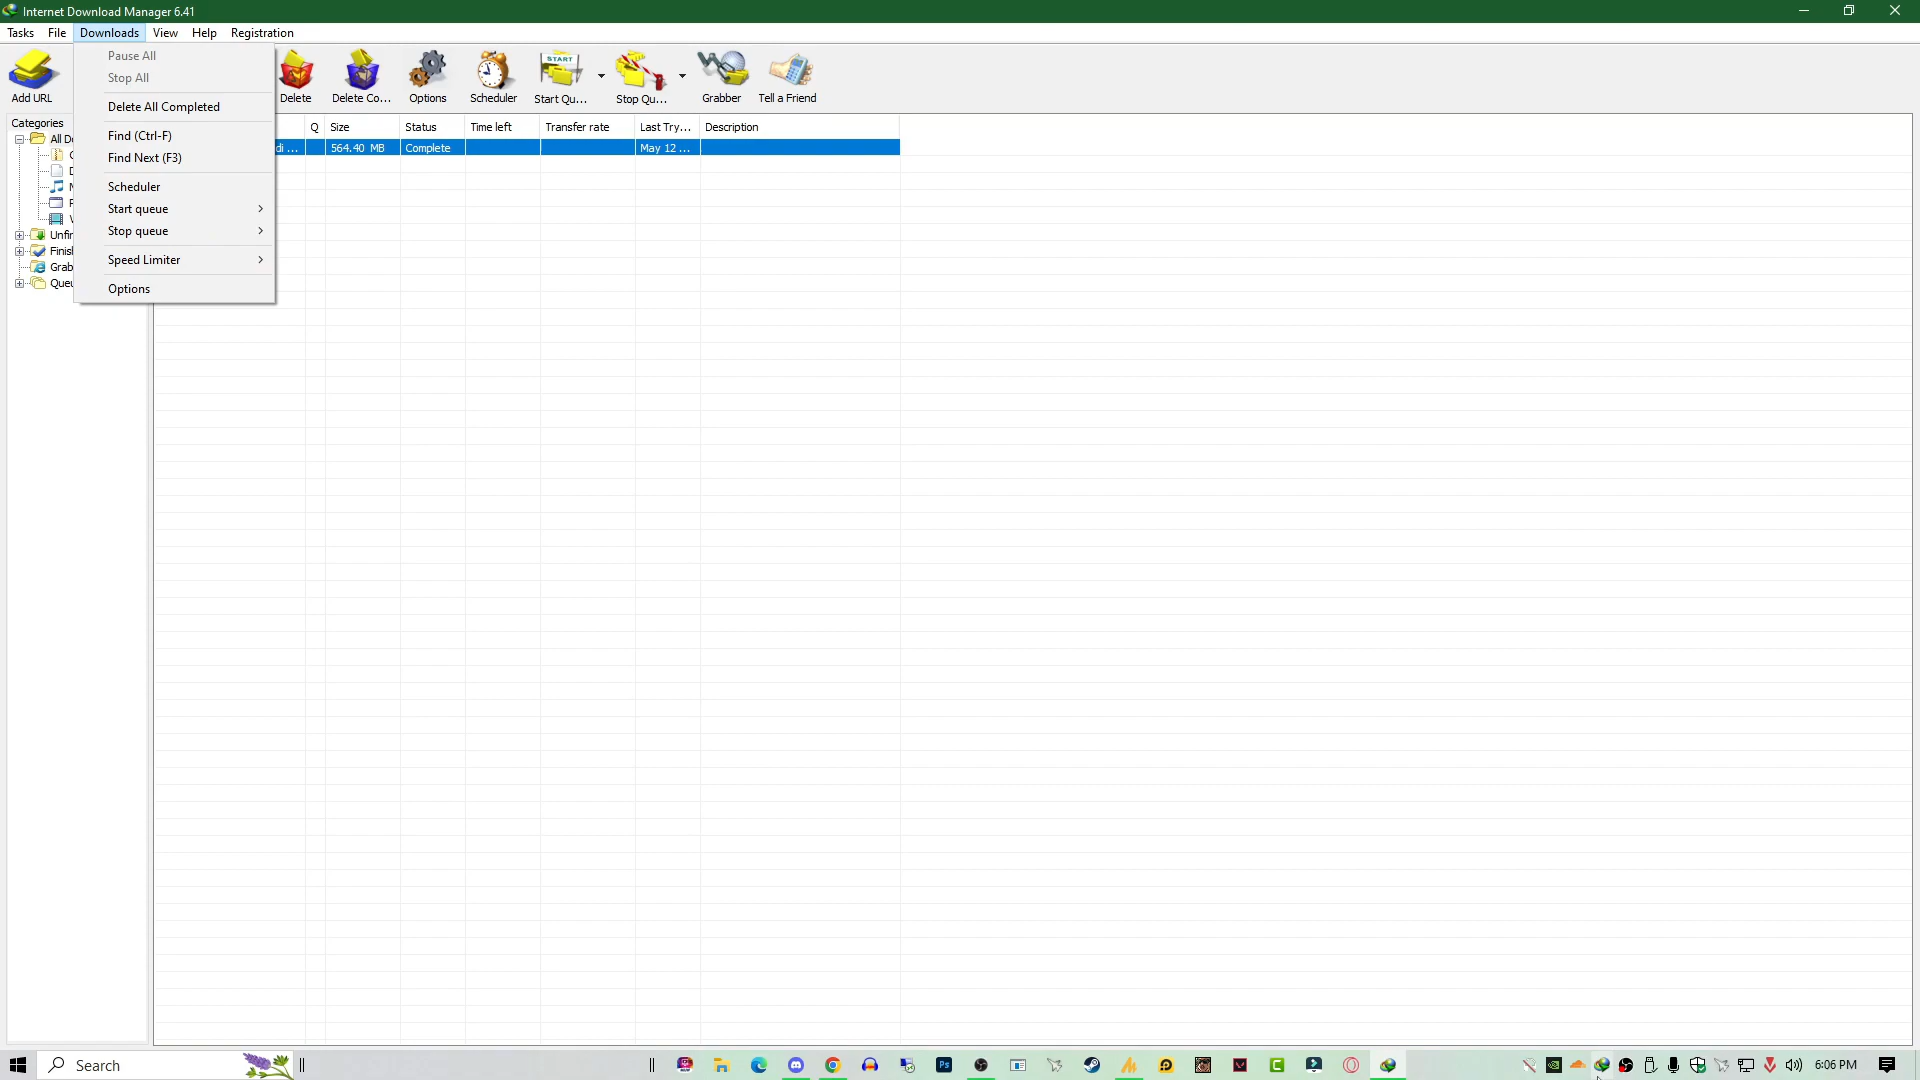 Internet Download Manager 6.41
Tasks File Downloads View Help Registration
Pause All
Stop All
Delete All Completed
Find (Ctrl-F)
Find Next (F3)
Scheduler
Start queue
Stop queue
Speed Limiter
Options
Add URL Delete Delete Co... Options Scheduler Start Qu... Stop Qu... Grabber Tell a Friend
START
Categories
Q Size Status Time left Transfer rate Last Try... Description
564.40 MB Complete May 12 ...
Search
6:06 PM